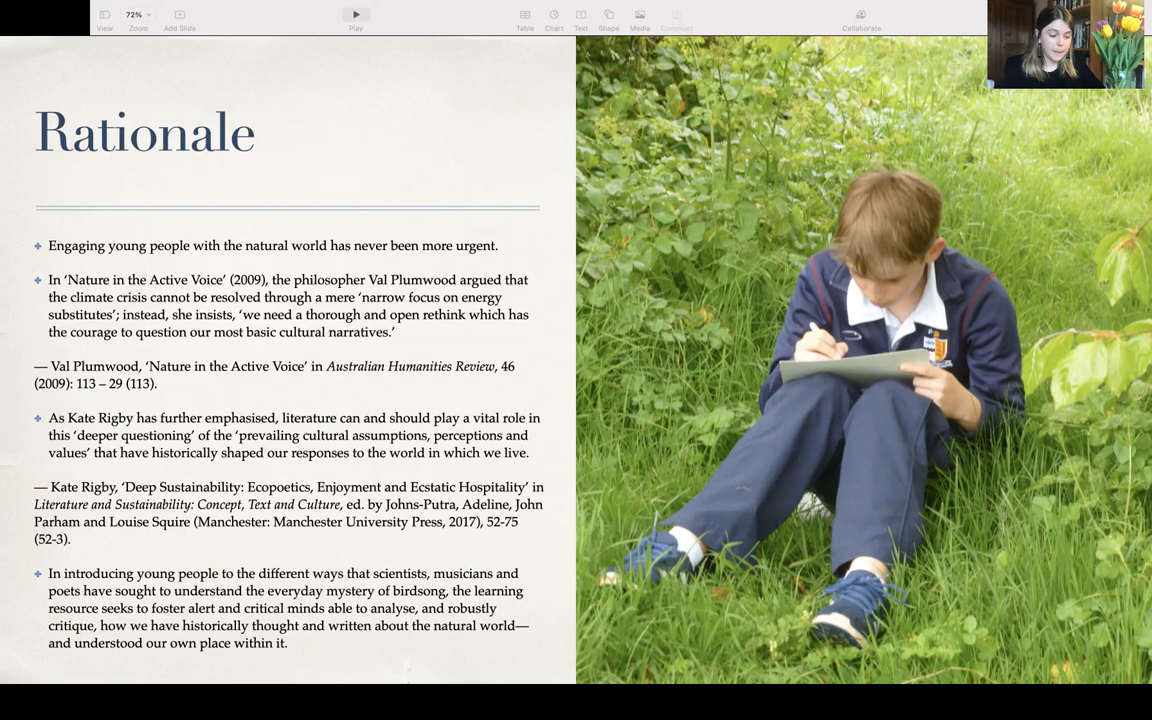 72%
View
Zoom
Add Slide
Play
Table
Chart
Text
Shape
Media
Comment
Collaborate
Rationale
Engaging young people with the natural world has never been more urgent.
In ‘Nature in the Active Voice’ (2009), the philosopher Val Plumwood argued that
the climate crisis cannot be resolved through a mere ‘narrow focus on energy
substitutes’; instead, she insists, ‘we need a thorough and open rethink which has
the courage to question our most basic cultural narratives.’
— Val Plumwood, ‘Nature in the Active Voice’ in Australian Humanities Review, 46
(2009): 113 – 29 (113).
As Kate Rigby has further emphasised, literature can and should play a vital role in
this ‘deeper questioning’ of the ‘prevailing cultural assumptions, perceptions and
values’ that have historically shaped our responses to the world in which we live.
— Kate Rigby, ‘Deep Sustainability: Ecopoetics, Enjoyment and Ecstatic Hospitality’ in
Literature and Sustainability: Concept, Text and Culture, ed. by Johns-Putra, Adeline, John
Parham and Louise Squire (Manchester: Manchester University Press, 2017), 52-75
(52-3).
In introducing young people to the different ways that scientists, musicians and
poets have sought to understand the everyday mystery of birdsong, the learning
resource seeks to foster alert and critical minds able to analyse, and robustly
critique, how we have historically thought and written about the natural world—
and understood our own place within it.